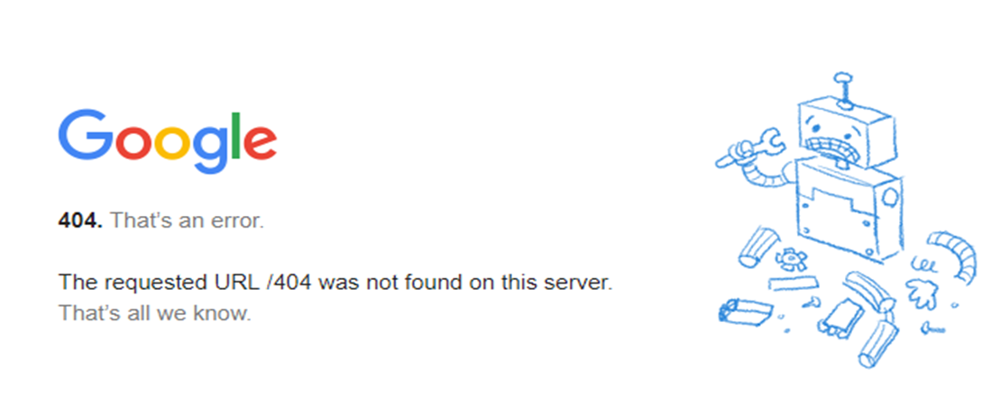 Google
404. That’s an error.
The requested URL /404 was not found on this server.
That’s all we know.